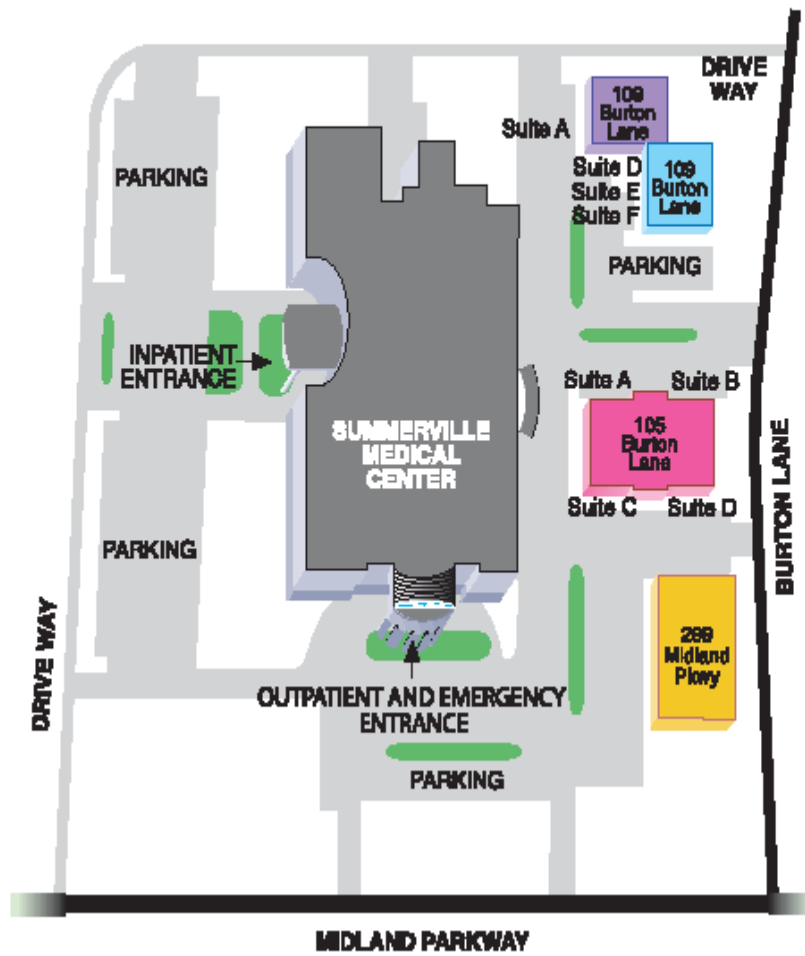 DRIVE
WAY
109
Burton
Lane
Suite A
Suite D
Suite E
Suite F
109
Burton
Lane
PARKING
PARKING
INPATIENT
ENTRANCE
SUMMERVILLE
MEDICAL
CENTER
Suite A
Suite B
105
Burton
Lane
Suite C
Suite D
BURTON LANE
PARKING
299
Midland
Pkwy
DRIVE WAY
OUTPATIENT AND EMERGENCY
ENTRANCE
PARKING
MIDLAND PARKWAY